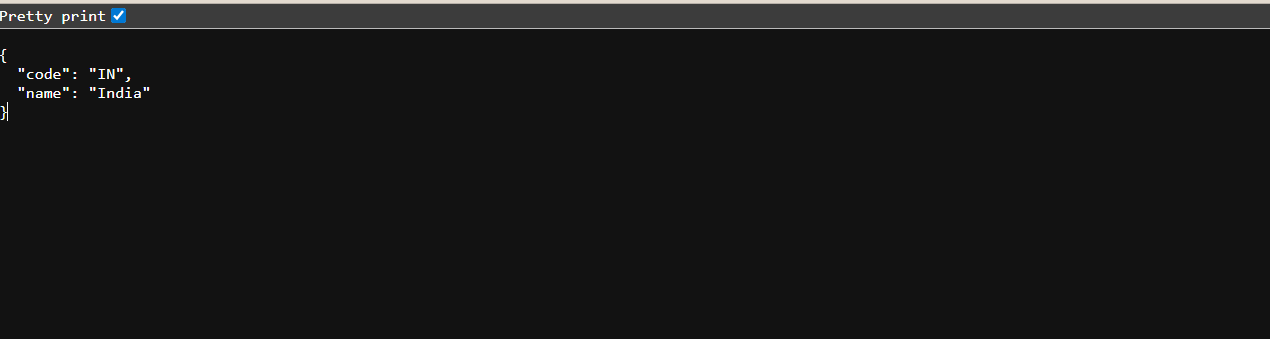 Pretty print
{
  "code": "IN",
  "name": "India"
}